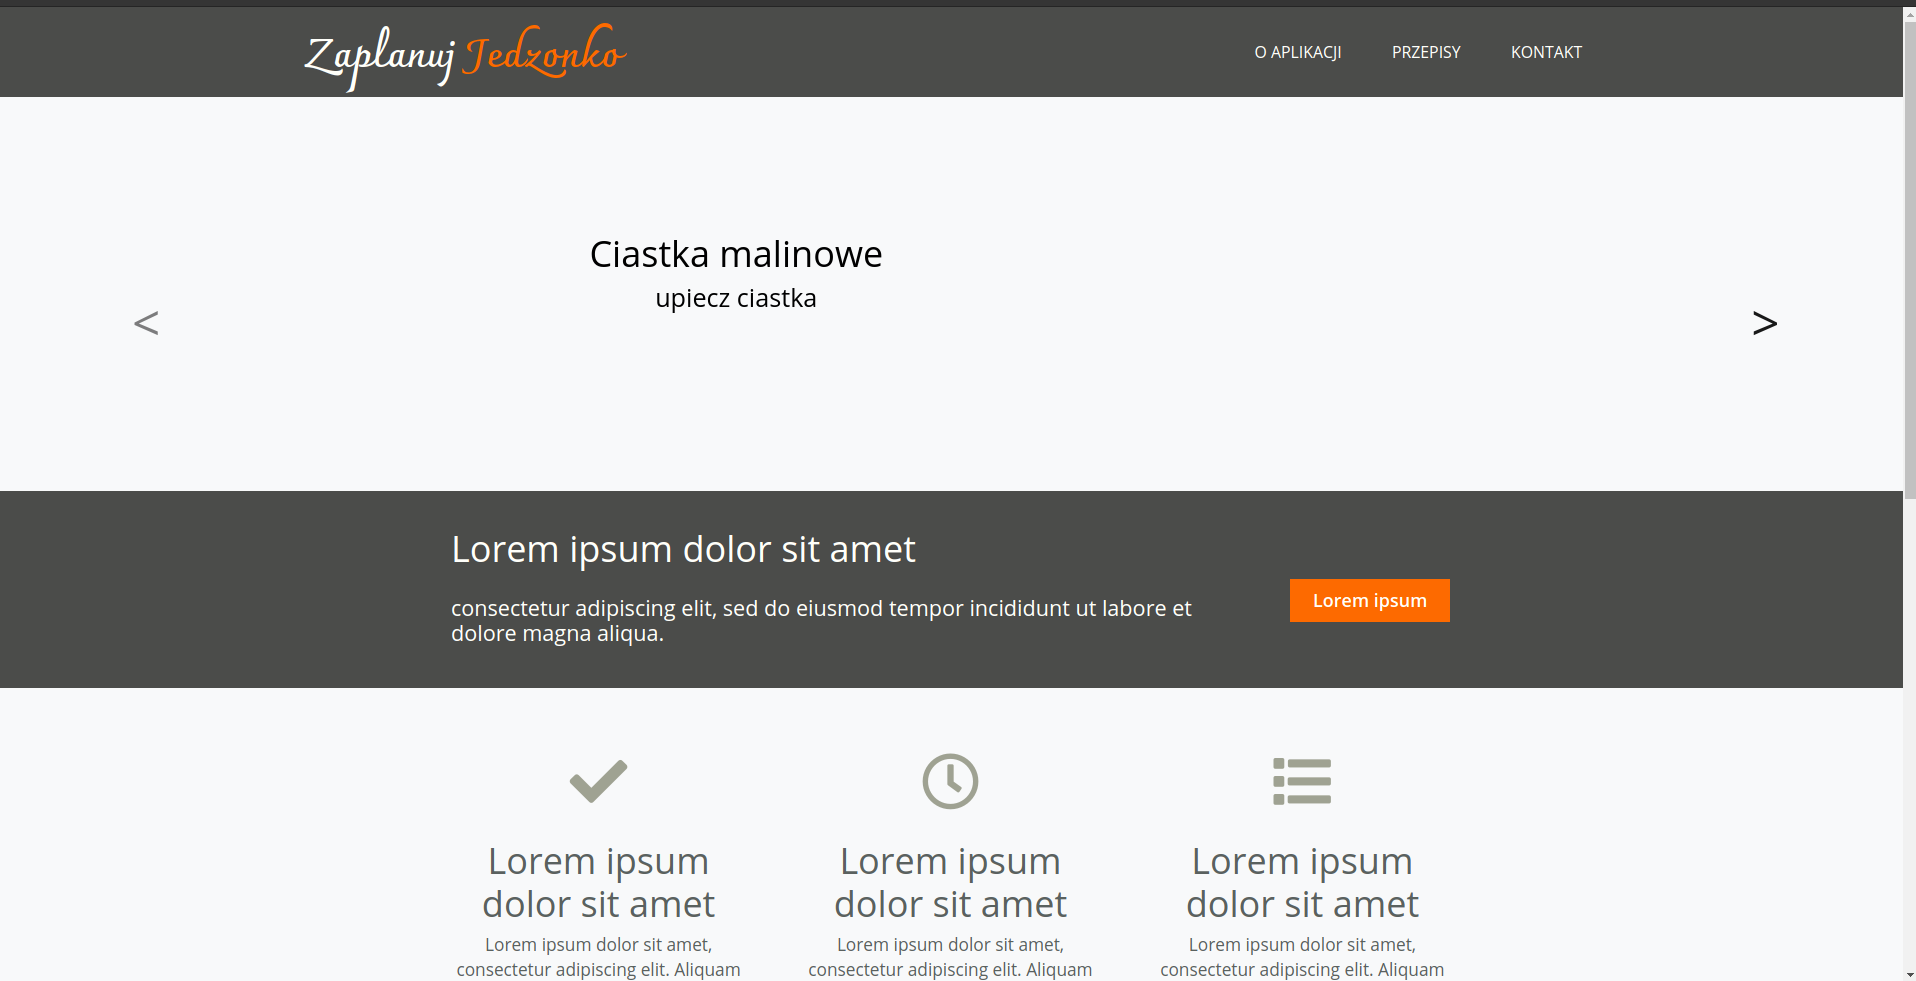 Zaplanuj Jedzonko
O APLIKACJI PRZEPISY KONTAKT
Ciastka malinowe
upiecz ciastka
< >
Lorem ipsum dolor sit amet
consectetur adipiscing elit, sed do eiusmod tempor incididunt ut labore et
dolore magna aliqua.
Lorem ipsum
Lorem ipsum
dolor sit amet
Lorem ipsum dolor sit amet,
consectetur adipiscing elit. Aliquam
Lorem ipsum
dolor sit amet
Lorem ipsum dolor sit amet,
consectetur adipiscing elit. Aliquam
Lorem ipsum
dolor sit amet
Lorem ipsum dolor sit amet,
consectetur adipiscing elit. Aliquam